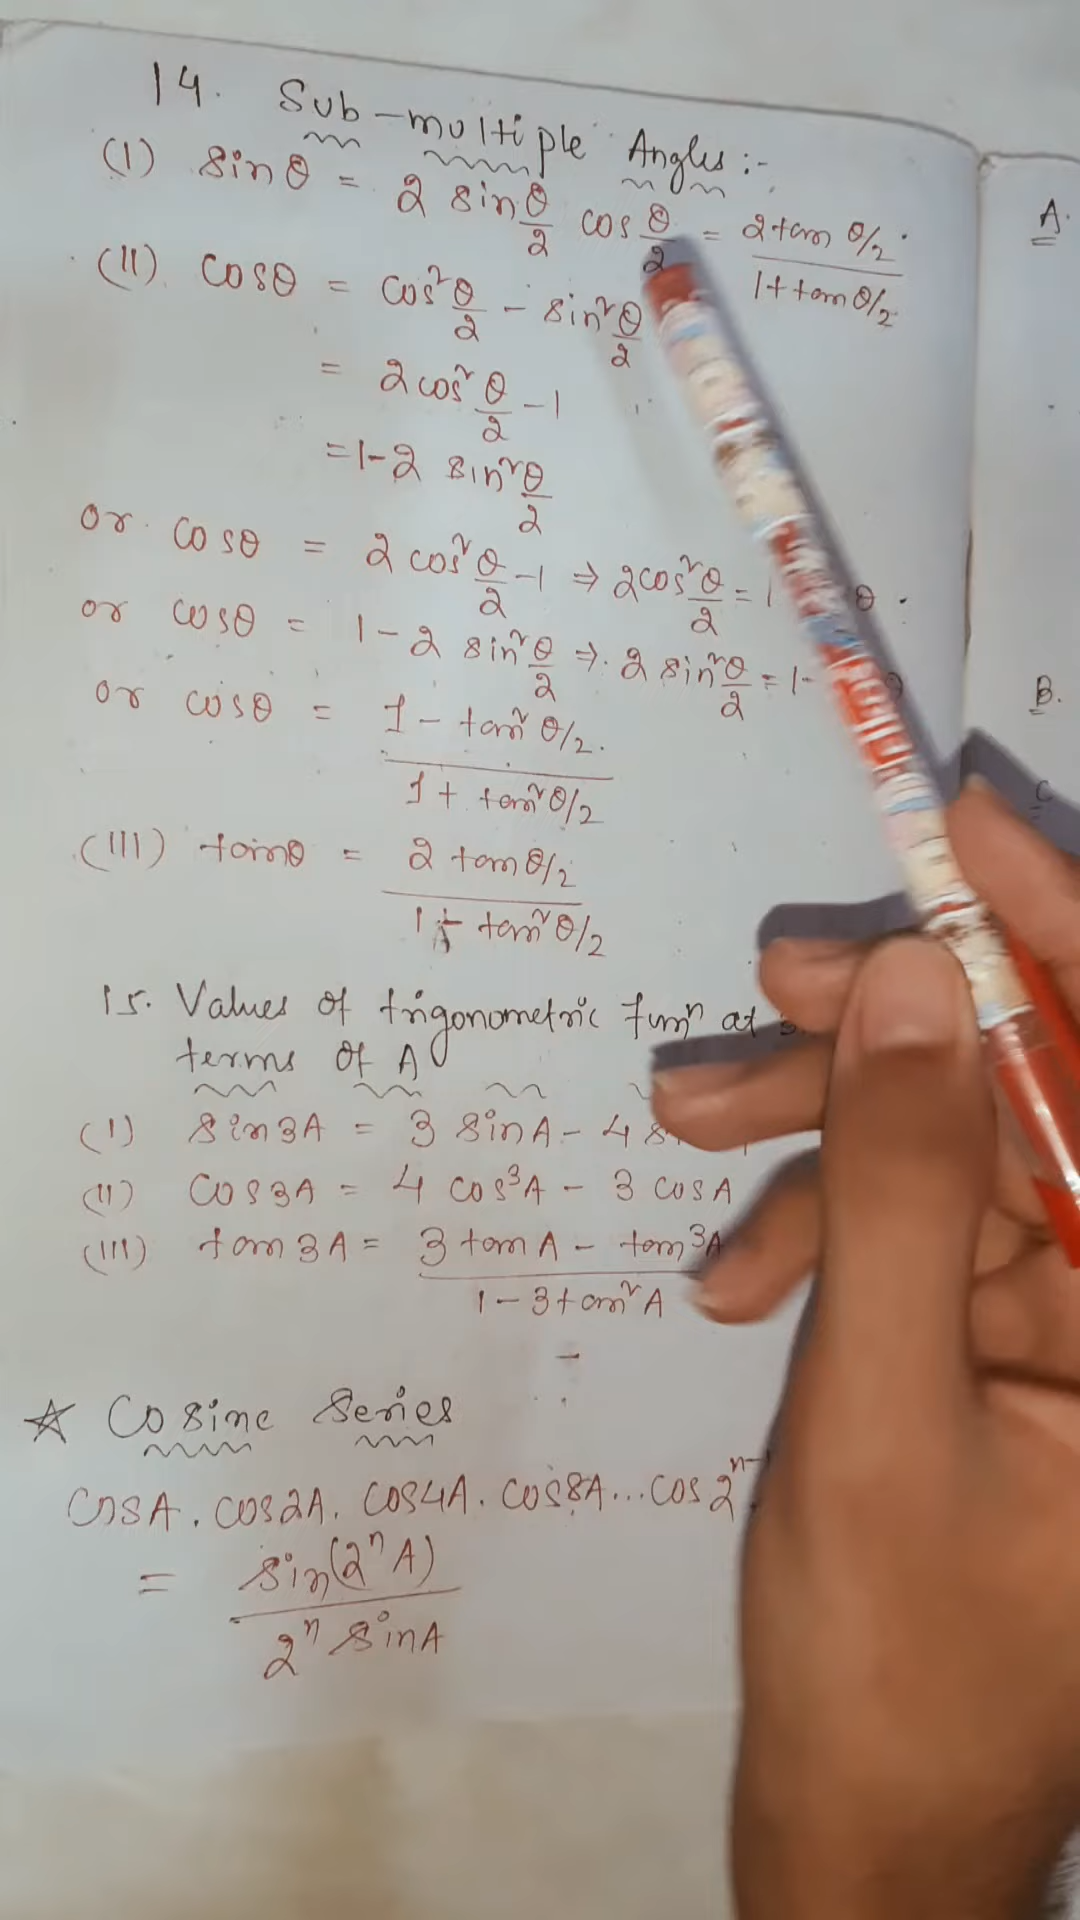 14. Sub-multiple Angles:-
(I) sinθ = 2 sin θ/2 cos θ/2 = 2tan θ/2 / 1+tan θ/2
(II) cosθ = cos²θ/2 - sin²θ/2
= 2cos²θ/2 -1
=1-2 sin²θ/2
or cosθ = 2cos²θ/2 -1 ⇒ 2cos²θ/2 = 1 θ
or cosθ = 1-2 sin²θ/2 ⇒ 2 sin²θ/2 = 1-
or cosθ = 1 - tan²θ/2 / 1 + tan²θ/2
(III) tanθ = 2 tanθ/2 / tan²θ/2
15. Values of trigonometric funⁿ at
terms of A
(I) sin3A = 3 sinA - 4
(II) cos3A = 4 cos³A - 3 cosA
(III) tan3A = 3 tanA - tan³A / 1 - 3tan²A
☆ Cosine Series
cosA . cos2A. cos4A. cos8A...cos2ⁿ⁻
= sin(2ⁿA) / 2ⁿ sinA
A.
B.
C